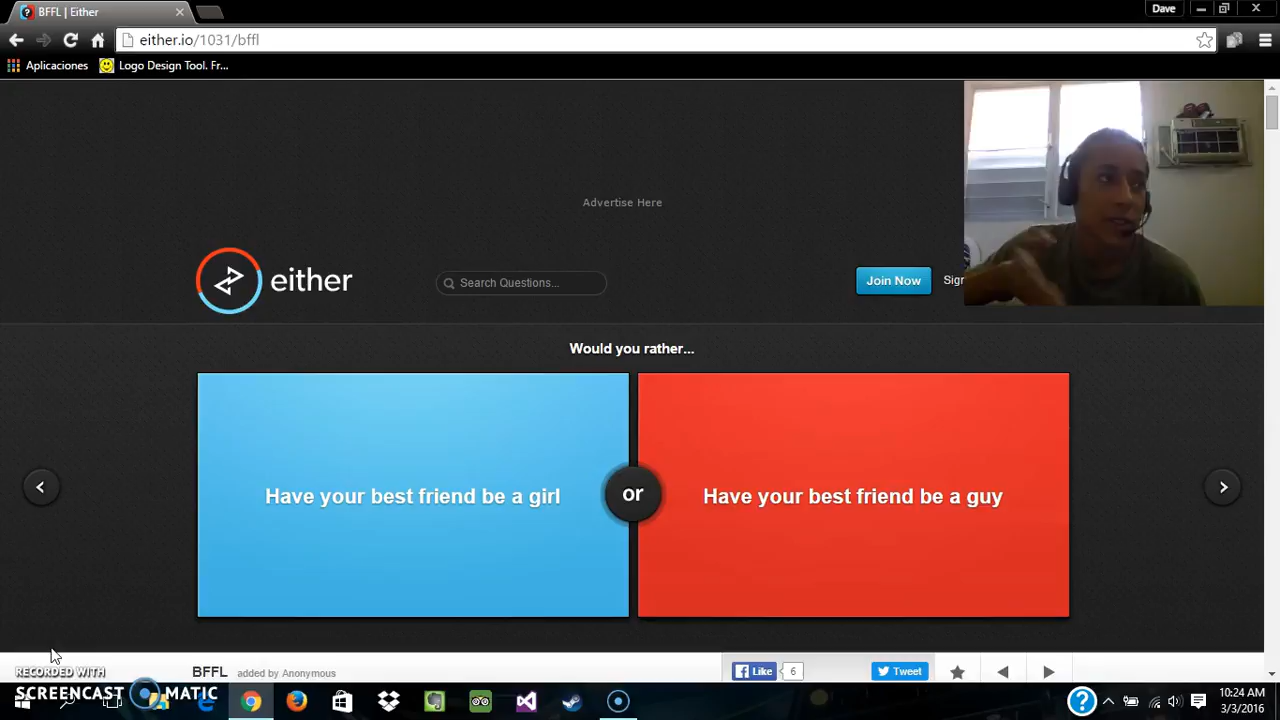 BFFL | Either
Dave
either.io/1031/bffl
Aplicaciones
Logo Design Tool. Fr...
Advertise Here
either
Search Questions...
Join Now
Sign
Would you rather...
Have your best friend be a girl
or
Have your best friend be a guy
RECORDED WITH
SCREENCAST MATIC
BFFL added by Anonymous
Like 6
Tweet
10:24 AM
3/3/2016